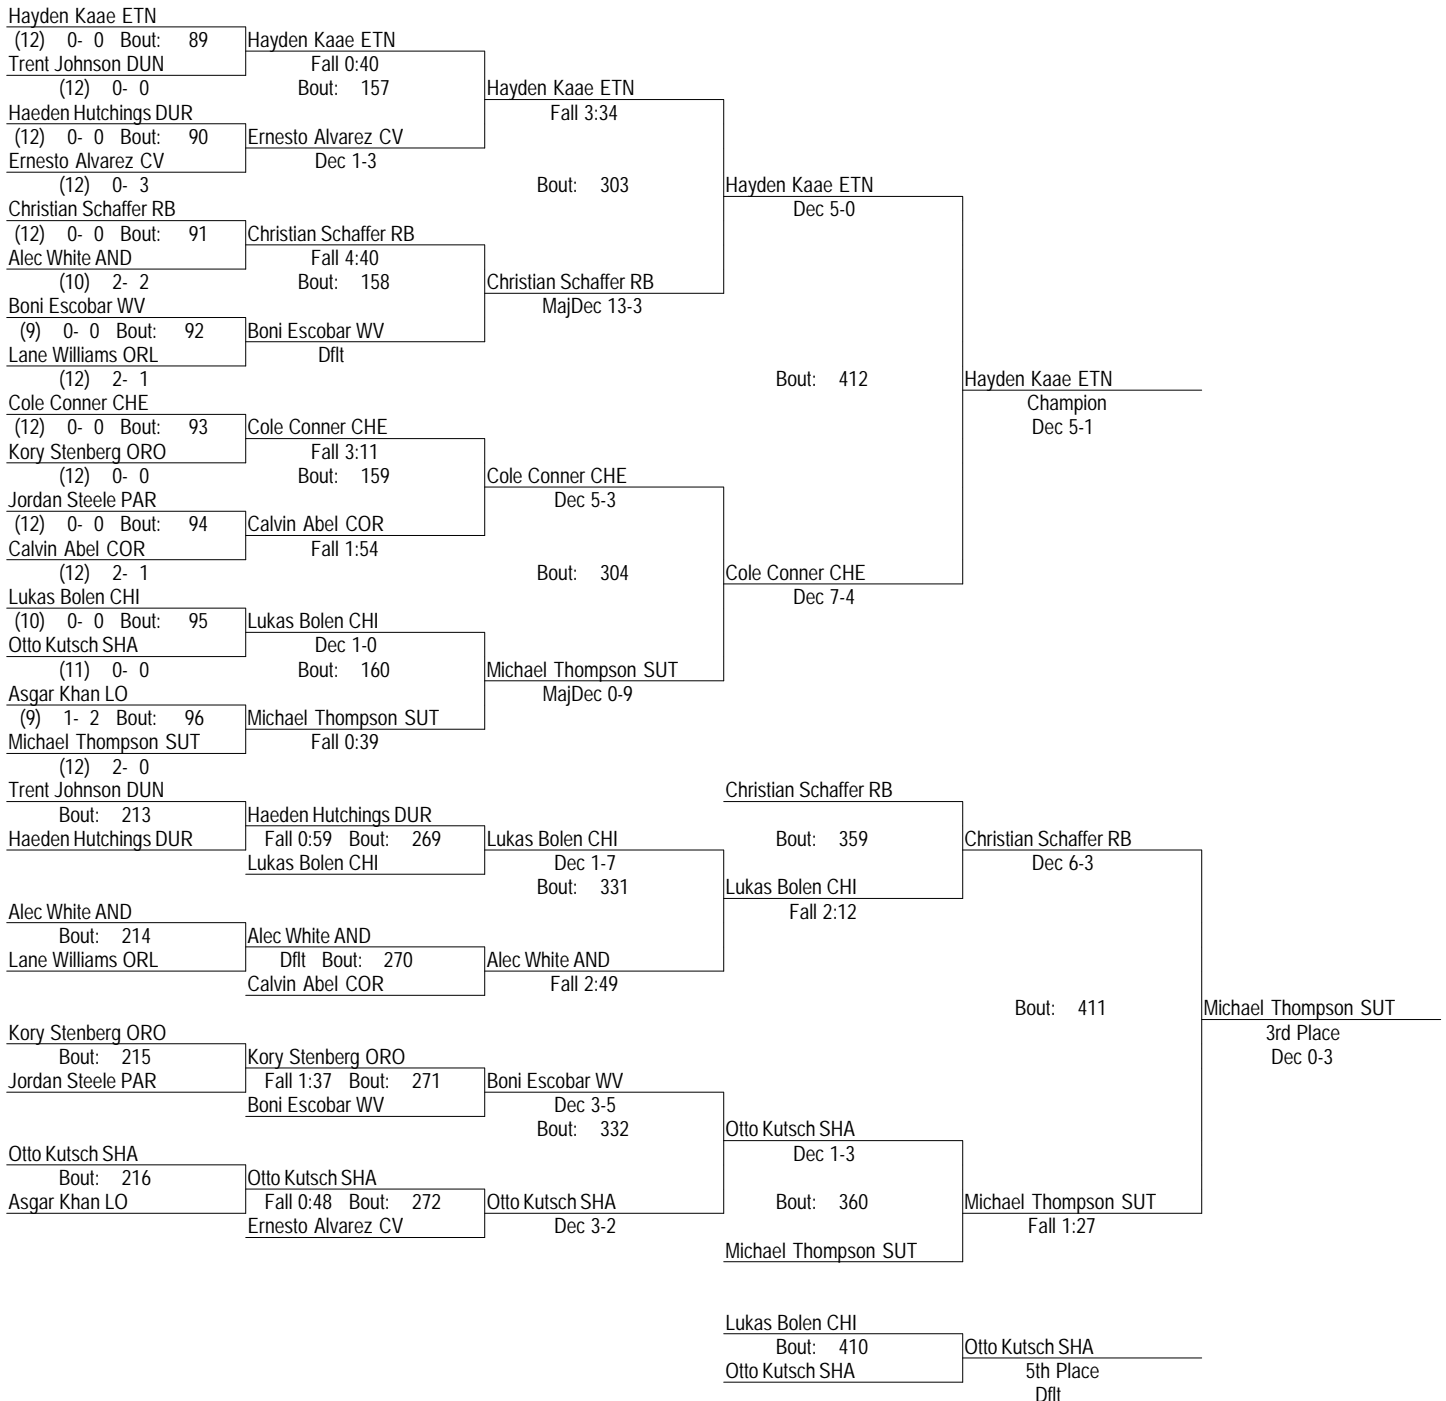 Hayden Kaae ETN
(12) 0- 0 Bout: 89
Trent Johnson DUN
(12) 0- 0
Haeden Hutchings DUR
(12) 0- 0 Bout: 90
Ernesto Alvarez CV
(12) 0- 3
Christian Schaffer RB
(12) 0- 0 Bout: 91
Alec White AND
(10) 2- 2
Boni Escobar WV
(9) 0- 0 Bout: 92
Lane Williams ORL
(12) 2- 1
Cole Conner CHE
(12) 0- 0 Bout: 93
Kory Stenberg ORO
(12) 0- 0
Jordan Steele PAR
(12) 0- 0 Bout: 94
Calvin Abel COR
(12) 2- 1
Lukas Bolen CHI
(10) 0- 0 Bout: 95
Otto Kutsch SHA
(11) 0- 0
Asgar Khan LO
(9) 1- 2 Bout: 96
Michael Thompson SUT
(12) 2- 0
Hayden Kaae ETN
Fall 0:40
Bout: 157
Ernesto Alvarez CV
Dec 1-3
Christian Schaffer RB
Fall 4:40
Bout: 158
Boni Escobar WV
Dflt
Cole Conner CHE
Fall 3:11
Bout: 159
Calvin Abel COR
Fall 1:54
Lukas Bolen CHI
Dec 1-0
Bout: 160
Michael Thompson SUT
Fall 0:39
Hayden Kaae ETN
Fall 3:34
Bout: 303
Christian Schaffer RB
MajDec 13-3
Cole Conner CHE
Dec 5-3
Bout: 304
Michael Thompson SUT
MajDec 0-9
Hayden Kaae ETN
Dec 5-0
Bout: 412
Cole Conner CHE
Dec 7-4
Hayden Kaae ETN
Champion
Dec 5-1
Trent Johnson DUN
Bout: 213
Haeden Hutchings DUR
Alec White AND
Bout: 214
Lane Williams ORL
Kory Stenberg ORO
Bout: 215
Jordan Steele PAR
Otto Kutsch SHA
Bout: 216
Asgar Khan LO
Haeden Hutchings DUR
Fall 0:59 Bout: 269
Lukas Bolen CHI
Alec White AND
Dflt Bout: 270
Calvin Abel COR
Kory Stenberg ORO
Fall 1:37 Bout: 271
Boni Escobar WV
Otto Kutsch SHA
Fall 0:48 Bout: 272
Ernesto Alvarez CV
Lukas Bolen CHI
Dec 1-7
Bout: 331
Alec White AND
Fall 2:49
Boni Escobar WV
Dec 3-5
Bout: 332
Otto Kutsch SHA
Dec 3-2
Christian Schaffer RB
Bout: 359
Lukas Bolen CHI
Fall 2:12
Otto Kutsch SHA
Dec 1-3
Bout: 360
Michael Thompson SUT
Christian Schaffer RB
Dec 6-3
Bout: 411
Michael Thompson SUT
Fall 1:27
Michael Thompson SUT
3rd Place
Dec 0-3
Lukas Bolen CHI
Bout: 410
Otto Kutsch SHA
Otto Kutsch SHA
5th Place
Dflt